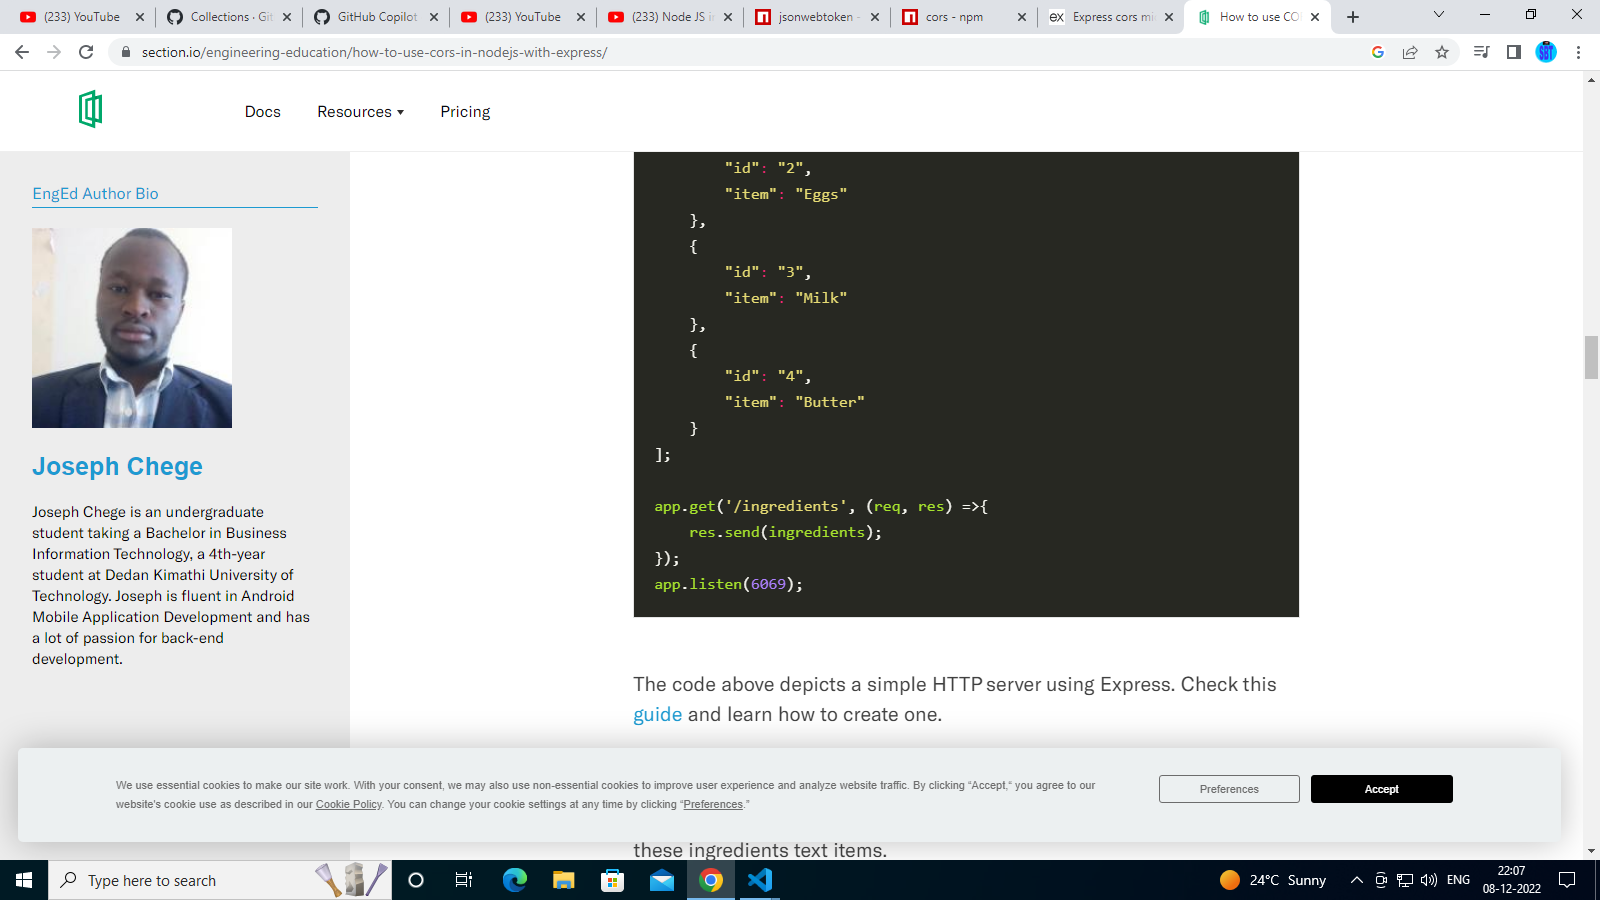 (233) YouTube
Collections · Git
GitHub Copilot
(233) YouTube
(233) Node JS i
jsonwebtoken -
cors - npm
Express cors mi
How to use CO
section.io/engineering-education/how-to-use-cors-in-nodejs-with-express/
SBT
Docs
Resources
Pricing
EngEd Author Bio
Joseph Chege
Joseph Chege is an undergraduate
student taking a Bachelor in Business
Information Technology, a 4th-year
student at Dedan Kimathi University of
Technology. Joseph is fluent in Android
Mobile Application Development and has
a lot of passion for back-end
development.
"id": "2",
"item": "Eggs"
},
{
"id": "3",
"item": "Milk"
},
{
"id": "4",
"item": "Butter"
}
];
app.get('/ingredients', (req, res) =>{
res.send(ingredients);
});
app.listen(6069);
The code above depicts a simple HTTP server using Express. Check this
guide and learn how to create one.
these ingredients text items.
We use essential cookies to make our site work. With your consent, we may also use non-essential cookies to improve user experience and analyze website traffic. By clicking “Accept,“ you agree to our
website's cookie use as described in our Cookie Policy. You can change your cookie settings at any time by clicking “Preferences.”
Preferences
Accept
Type here to search
24°C Sunny
ENG
22:07
08-12-2022